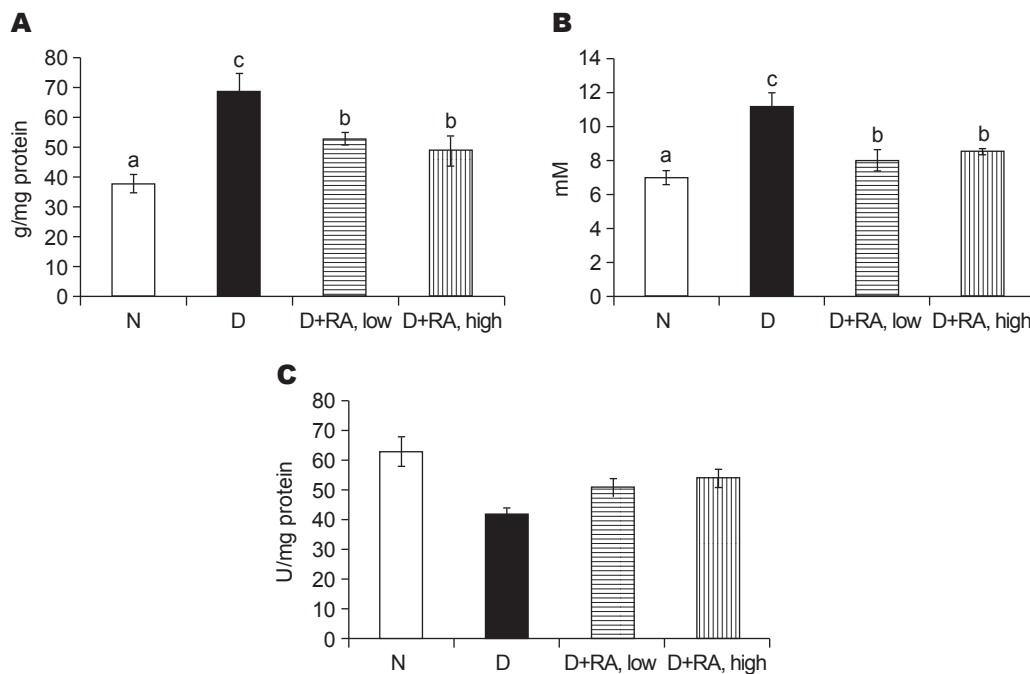 A
g/mg protein
80
70
60
50
40
30
20
10
0
a
c
b
b
N
D
D+RA, low
D+RA, high
B
mM
14
12
10
8
6
4
2
0
a
c
b
b
N
D
D+RA, low
D+RA, high
C
U/mg protein
80
70
60
50
40
30
20
10
0
N
D
D+RA, low
D+RA, high